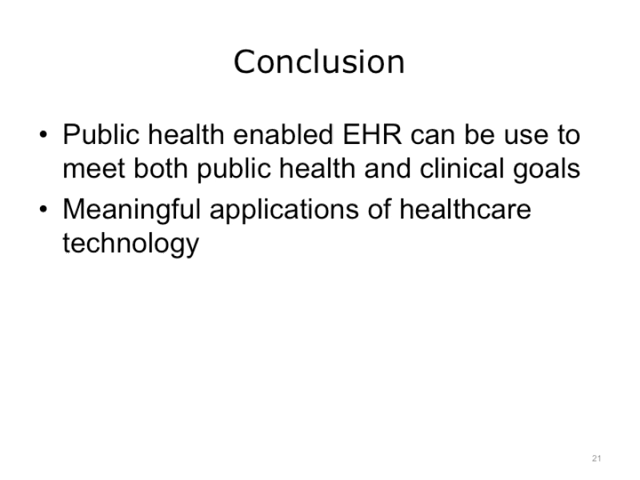 Conclusion
• Public health enabled EHR can be use to
meet both public health and clinical goals
• Meaningful applications of healthcare
technology
21